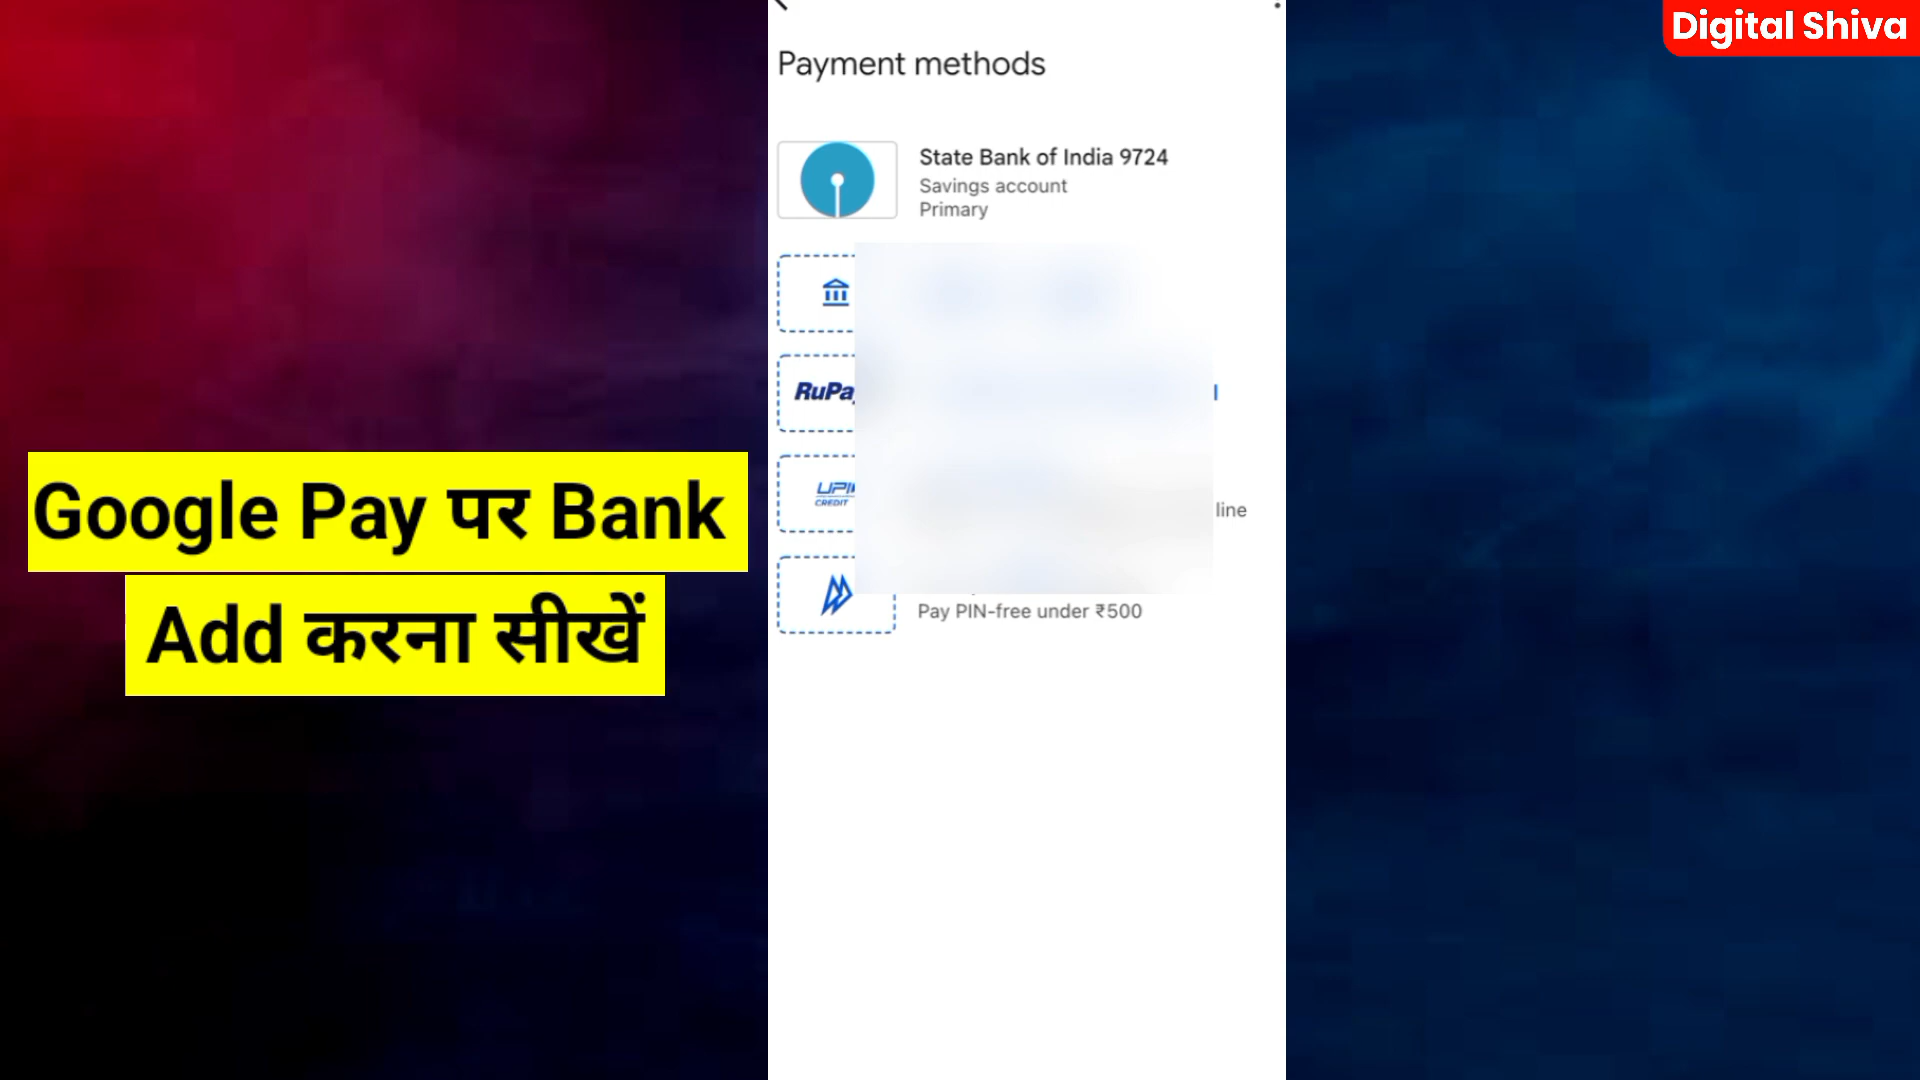 Digital Shiva
Payment methods
State Bank of India 9724
Savings account
Primary
RuPa
UPI
CREDIT
line
Pay PIN-free under ₹500
Google Pay पर Bank
Add करना सीखें